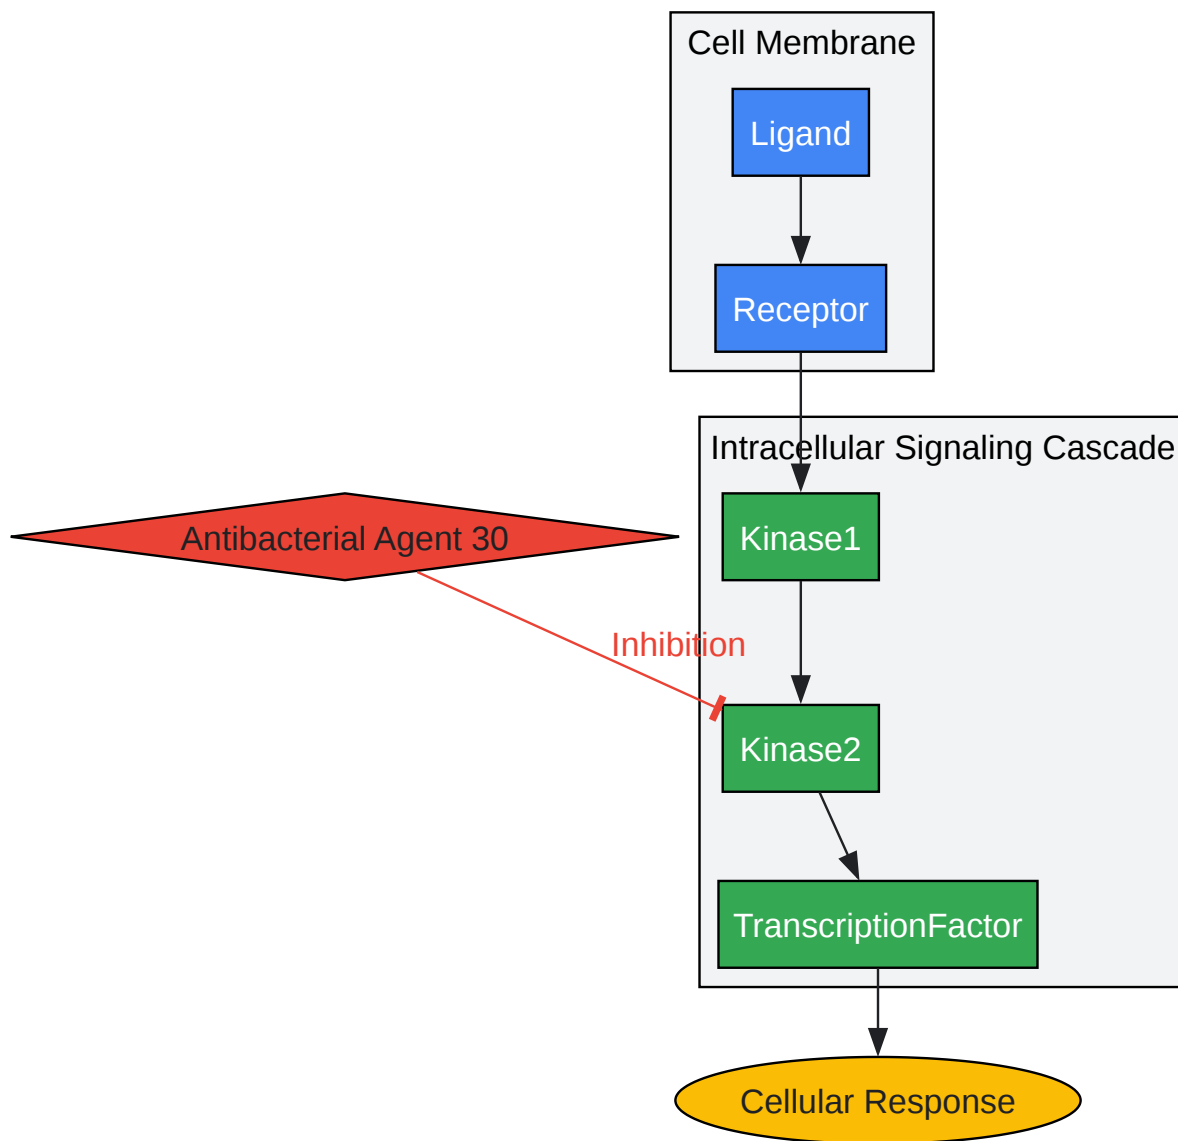 Cell Membrane
Ligand
Receptor
Intracellular Signaling Cascade
Antibacterial Agent 30
Kinase1
Inhibition
Kinase2
TranscriptionFactor
Cellular Response